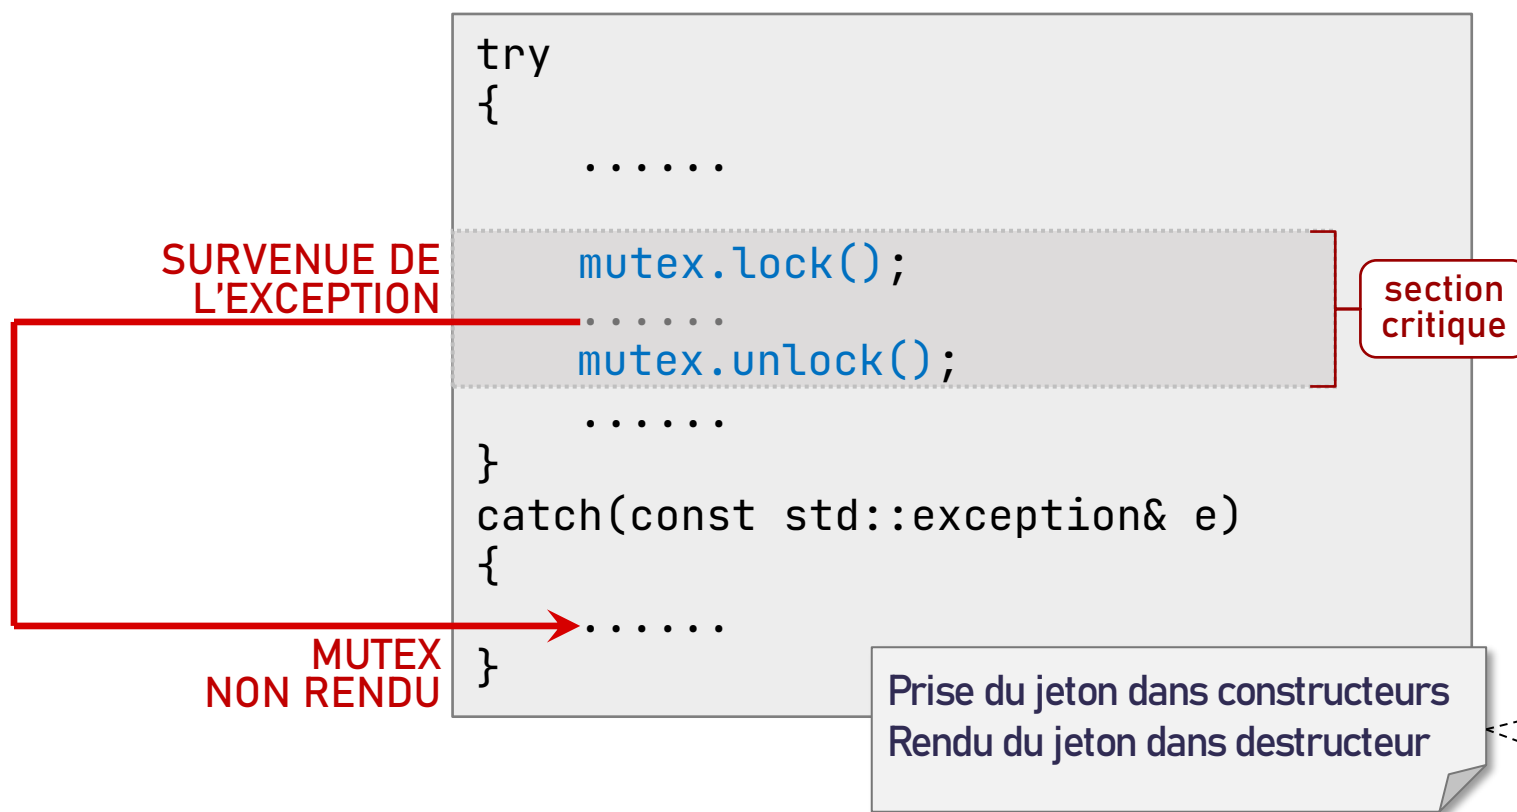 try
{
......
SURVENUE DE
L'EXCEPTION
mutex.lock();
......
mutex.unlock();
section
critique
......
}
catch(const std::exception& e)
{
......
}
MUTEX
NON RENDU
Prise du jeton dans constructeurs
Rendu du jeton dans destructeur